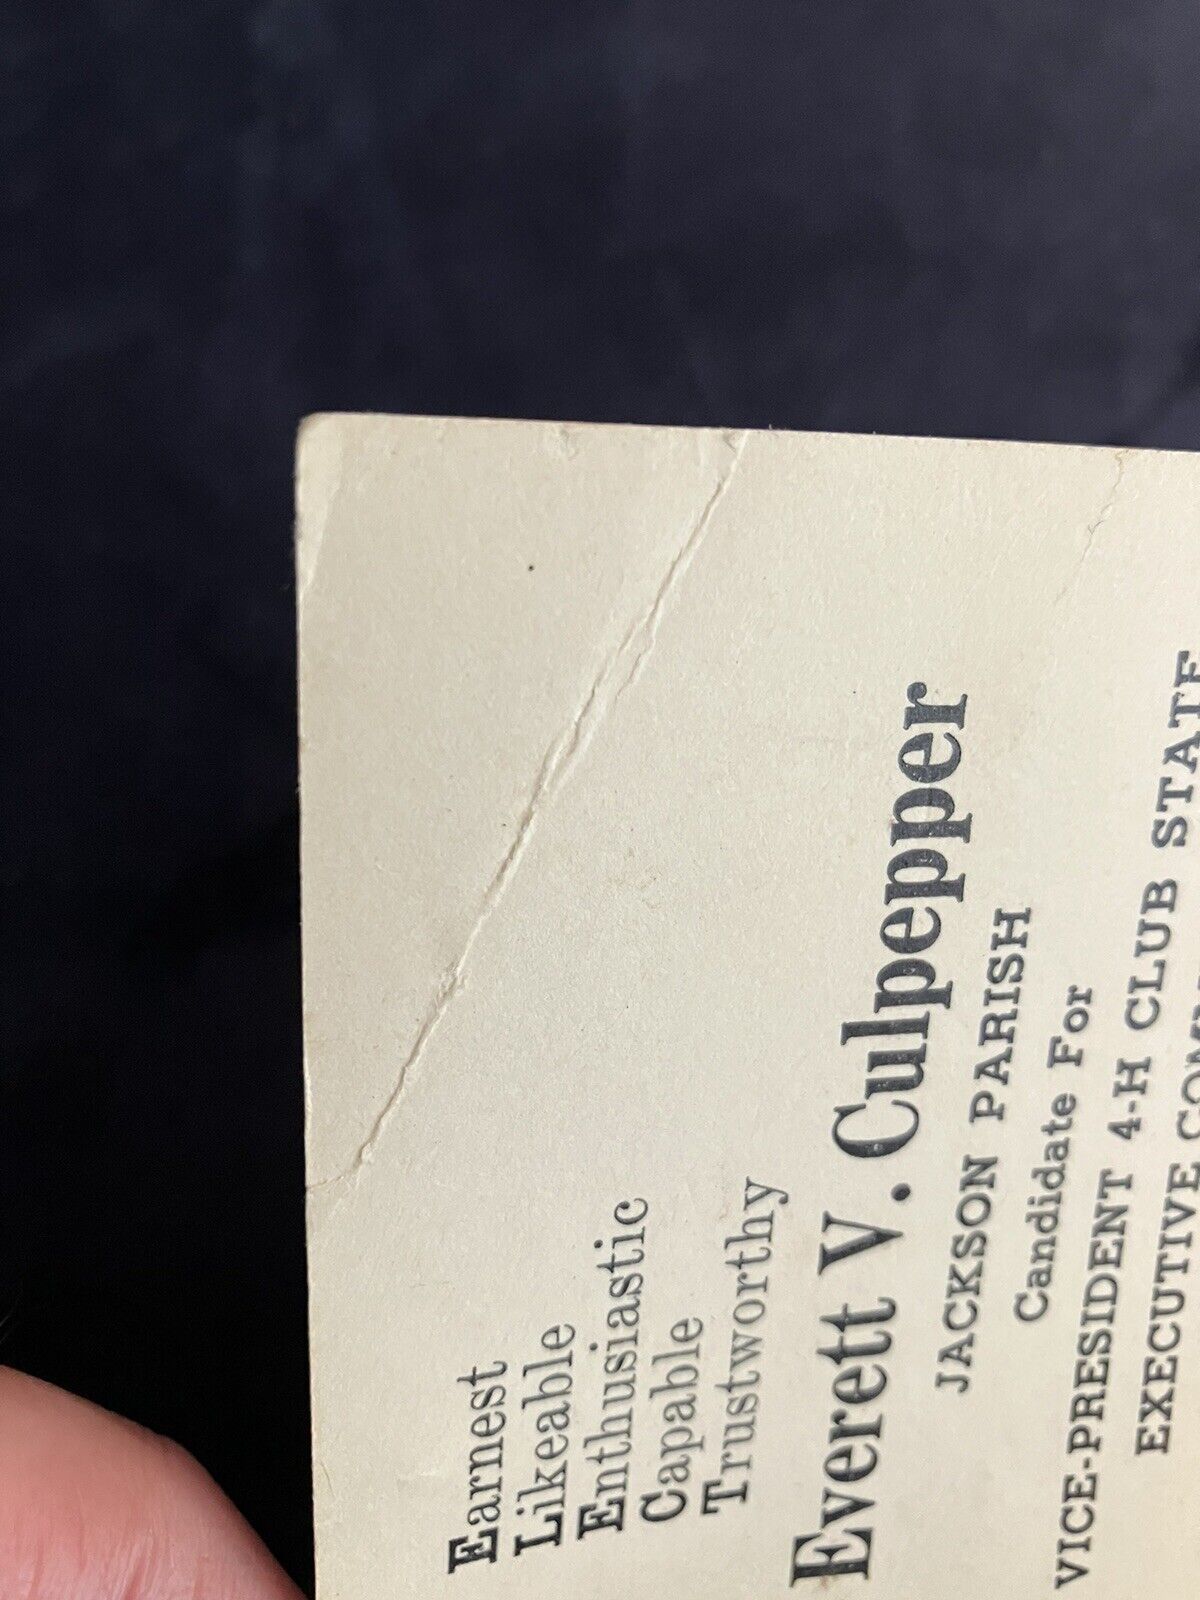 Earnest
Likeable
Enthusiastic
Capable
Trustworthy
Everett V. Culpepper
JACKSON PARISH
Candidate For
VICE-PRESIDENT 4-H CLUB STATE
EXECUTIVE